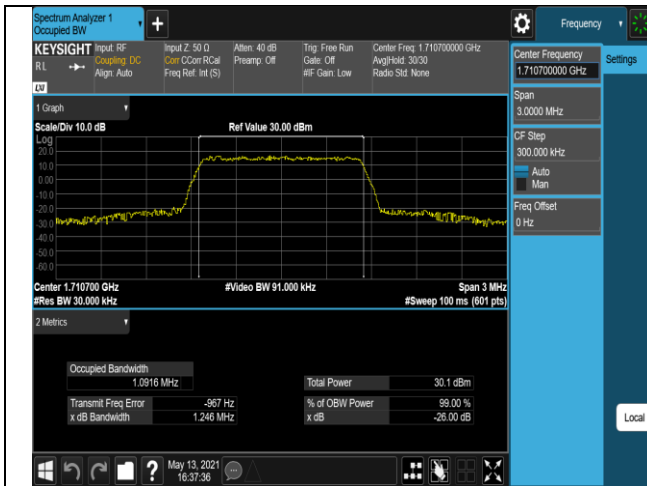 Spectrum Analyzer 1
Occupied BW
Frequency
KEYSIGHT
RL
LXI
Input: RF
Coupling: DC
Align: Auto
Input Z: 50 Ω
Corr CCorr RCal
Freq Ref: Int (S)
Atten: 40 dB
Preamp: Off
Trig: Free Run
Gate: Off
#IF Gain: Low
Center Freq: 1.710700000 GHz
Avg|Hold: 30/30
Radio Std: None
Center Frequency
1.710700000 GHz
Settings
Span
3.0000 MHz
CF Step
300.000 kHz
Auto
Man
Freq Offset
0 Hz
1 Graph
Scale/Div 10.0 dB
Ref Value 30.00 dBm
Log
20.0
10.0
0.00
-10.0
-20.0
-30.0
-40.0
-50.0
-60.0
Center 1.710700 GHz
#Video BW 91.000 kHz
Span 3 MHz
#Res BW 30.000 kHz
#Sweep 100 ms (601 pts)
2 Metrics
Occupied Bandwidth
1.0916 MHz
Total Power 30.1 dBm
Transmit Freq Error -967 Hz
% of OBW Power 99.00 %
x dB Bandwidth 1.246 MHz
x dB -26.00 dB
Local
?
May 13, 2021
16:37:36